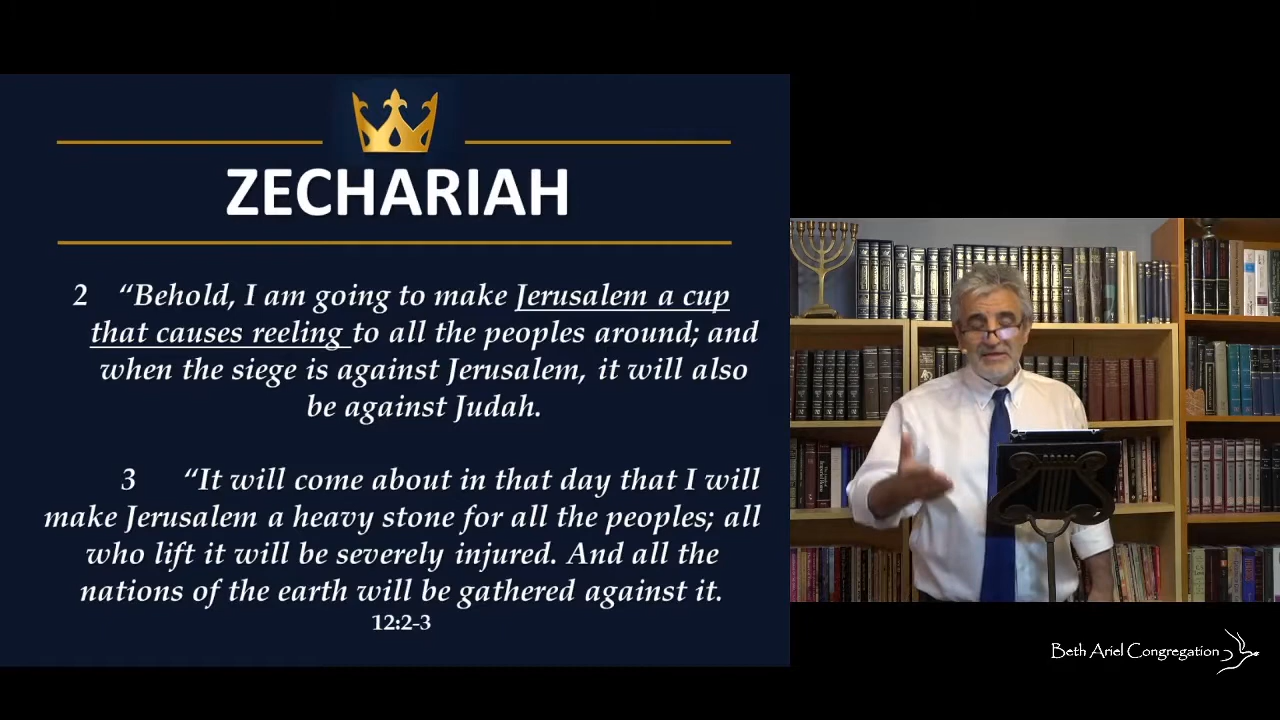 ZECHARIAH
2 “Behold, I am going to make Jerusalem a cup
that causes reeling to all the peoples around; and
when the siege is against Jerusalem, it will also
be against Judah.
3 “It will come about in that day that I will
make Jerusalem a heavy stone for all the peoples; all
who lift it will be severely injured. And all the
nations of the earth will be gathered against it.
12:2-3
Beth Ariel Congregation